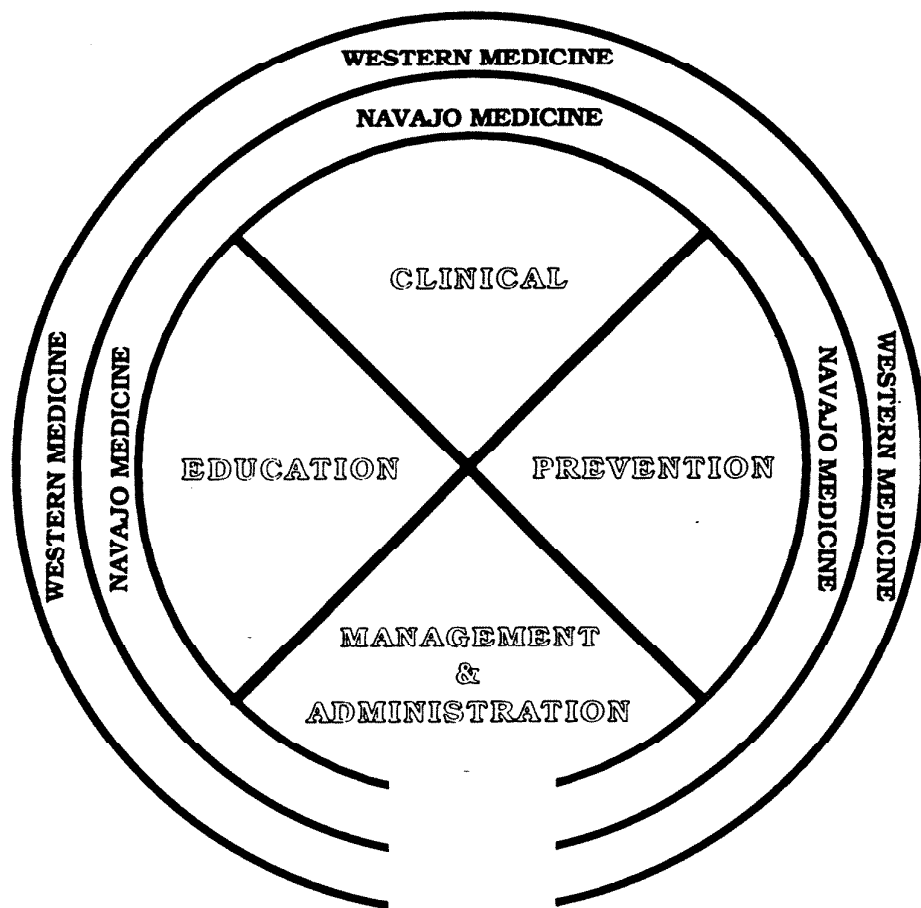 WESTERN MEDICINE
NAVAJO MEDICINE
CLINICAL
WESTERN MEDICINE
NAVAJO MEDICINE
EDUCATION
PREVENTION
NAVAJO MEDICINE
WESTERN MEDICINE
MANAGEMENT
&
ADMINISTRATION